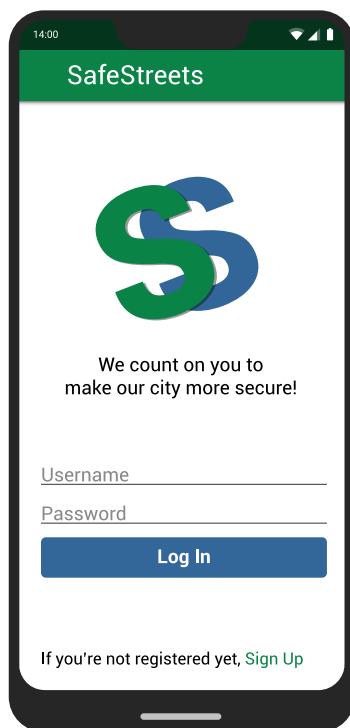 14:00
SafeStreets
SS
We count on you to
make our city more secure!
Username
Password
Log In
If you're not registered yet, Sign Up